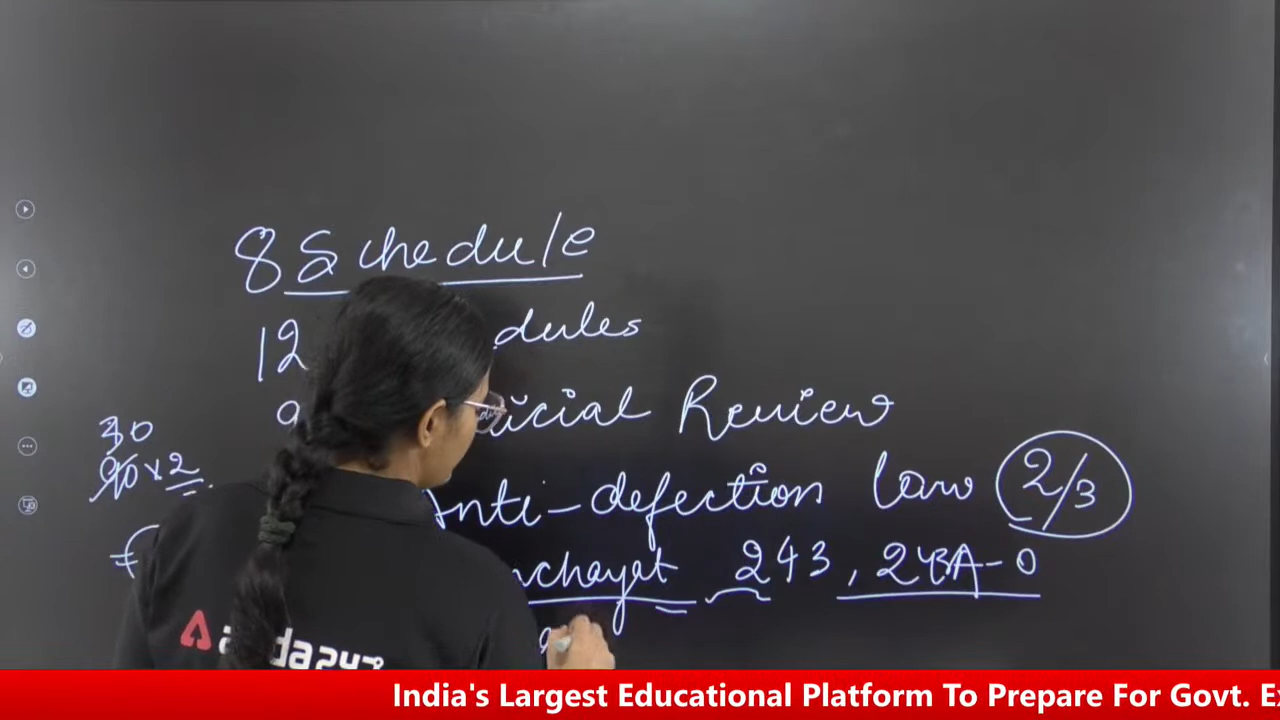 8 Schedule
12 dules
9 icial Review
30
90 x 2
nti-defection law 2/3
nchayat 243, 243A-O
India's Largest Educational Platform To Prepare For Govt. Ex